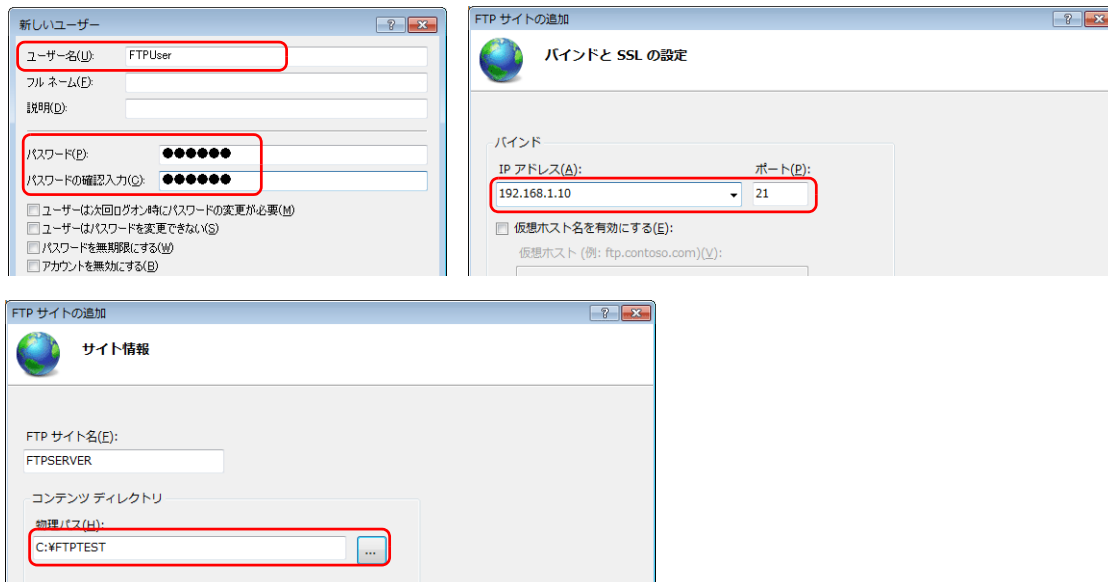 新しいユーザー
ユーザー名(U): FTPUser
フル ネーム(F):
説明(D):
パスワード(P): ●●●●●●
パスワードの確認入力(C): ●●●●●●
ユーザーは次回ログオン時にパスワードの変更が必要(M)
ユーザーはパスワードを変更できない(S)
パスワードを無期限にする(W)
アカウントを無効にする(B)
FTP サイトの追加
バインドと SSL の設定
バインド
IP アドレス(A): ポート(P):
192.168.1.10 21
仮想ホスト名を有効にする(E):
仮想ホスト (例: ftp.contoso.com)(V):
FTP サイトの追加
サイト情報
FTP サイト名(F):
FTPSERVER
コンテンツ ディレクトリ
物理パス(H):
C:¥FTPTEST ...